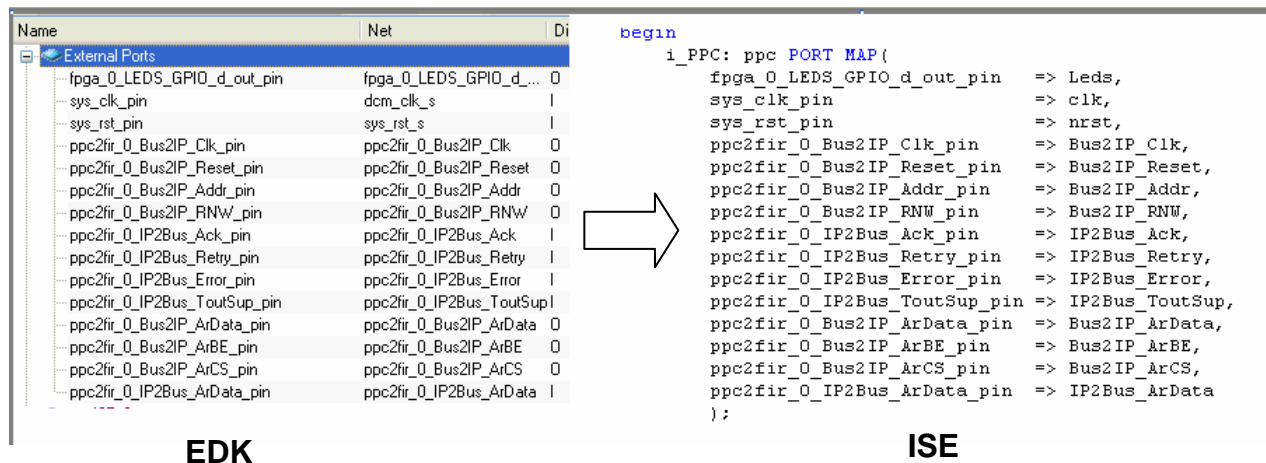 Name Net Di
External Ports
fpga_0_LEDS_GPIO_d_out_pin fpga_0_LEDS_GPIO_d_... O
sys_clk_pin dcm_clk_s I
sys_rst_pin sys_rst_s I
ppc2fir_0_Bus2IP_Clk_pin ppc2fir_0_Bus2IP_Clk O
ppc2fir_0_Bus2IP_Reset_pin ppc2fir_0_Bus2IP_Reset O
ppc2fir_0_Bus2IP_Addr_pin ppc2fir_0_Bus2IP_Addr O
ppc2fir_0_Bus2IP_RNW_pin ppc2fir_0_Bus2IP_RNW O
ppc2fir_0_IP2Bus_Ack_pin ppc2fir_0_IP2Bus_Ack I
ppc2fir_0_IP2Bus_Retry_pin ppc2fir_0_IP2Bus_Retry I
ppc2fir_0_IP2Bus_Error_pin ppc2fir_0_IP2Bus_Error I
ppc2fir_0_IP2Bus_ToutSup_pin ppc2fir_0_IP2Bus_ToutSup I
ppc2fir_0_Bus2IP_ArData_pin ppc2fir_0_Bus2IP_ArData O
ppc2fir_0_Bus2IP_ArBE_pin ppc2fir_0_Bus2IP_ArBE O
ppc2fir_0_Bus2IP_ArCS_pin ppc2fir_0_Bus2IP_ArCS O
ppc2fir_0_IP2Bus_ArData_pin ppc2fir_0_IP2Bus_ArData I
EDK
begin
i_PPC: ppc PORT MAP(
fpga_0_LEDS_GPIO_d_out_pin => Leds,
sys_clk_pin => clk,
sys_rst_pin => nrst,
ppc2fir_0_Bus2IP_Clk_pin => Bus2IP_Clk,
ppc2fir_0_Bus2IP_Reset_pin => Bus2IP_Reset,
ppc2fir_0_Bus2IP_Addr_pin => Bus2IP_Addr,
ppc2fir_0_Bus2IP_RNW_pin => Bus2IP_RNW,
ppc2fir_0_IP2Bus_Ack_pin => IP2Bus_Ack,
ppc2fir_0_IP2Bus_Retry_pin => IP2Bus_Retry,
ppc2fir_0_IP2Bus_Error_pin => IP2Bus_Error,
ppc2fir_0_IP2Bus_ToutSup_pin => IP2Bus_ToutSup,
ppc2fir_0_Bus2IP_ArData_pin => Bus2IP_ArData,
ppc2fir_0_Bus2IP_ArBE_pin => Bus2IP_ArBE,
ppc2fir_0_Bus2IP_ArCS_pin => Bus2IP_ArCS,
ppc2fir_0_IP2Bus_ArData_pin => IP2Bus_ArData
);
ISE